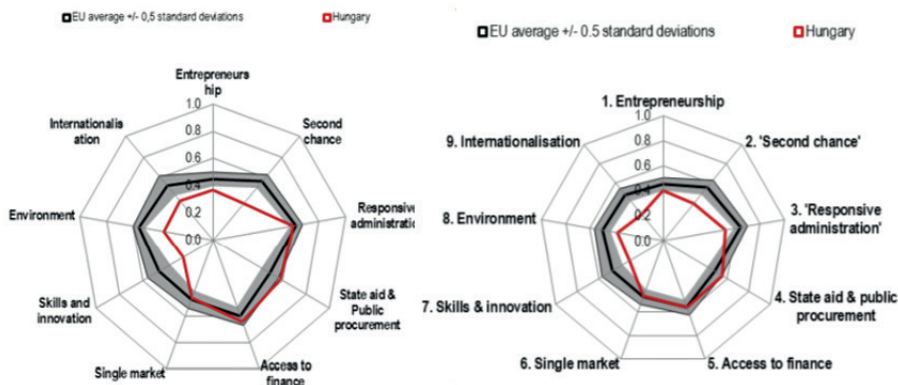 EU average +/- 0,5 standard deviations
Hungary
Entrepreneurs
hip
1.0
0.8
0.6
0.4
0.2
0.0
Second
chance
Responsive
administration
State aid &
Public
procurement
Access to
finance
Single market
Skills and
innovation
Environment
Internationalis
ation
EU average +/- 0.5 standard deviations
Hungary
1. Entrepreneurship
1.0
0.8
0.6
0.4
0.2
0.0
2. 'Second chance'
3. 'Responsive
administration'
4. State aid & public
procurement
5. Access to finance
6. Single market
7. Skills & innovation
8. Environment
9. Internationalisation